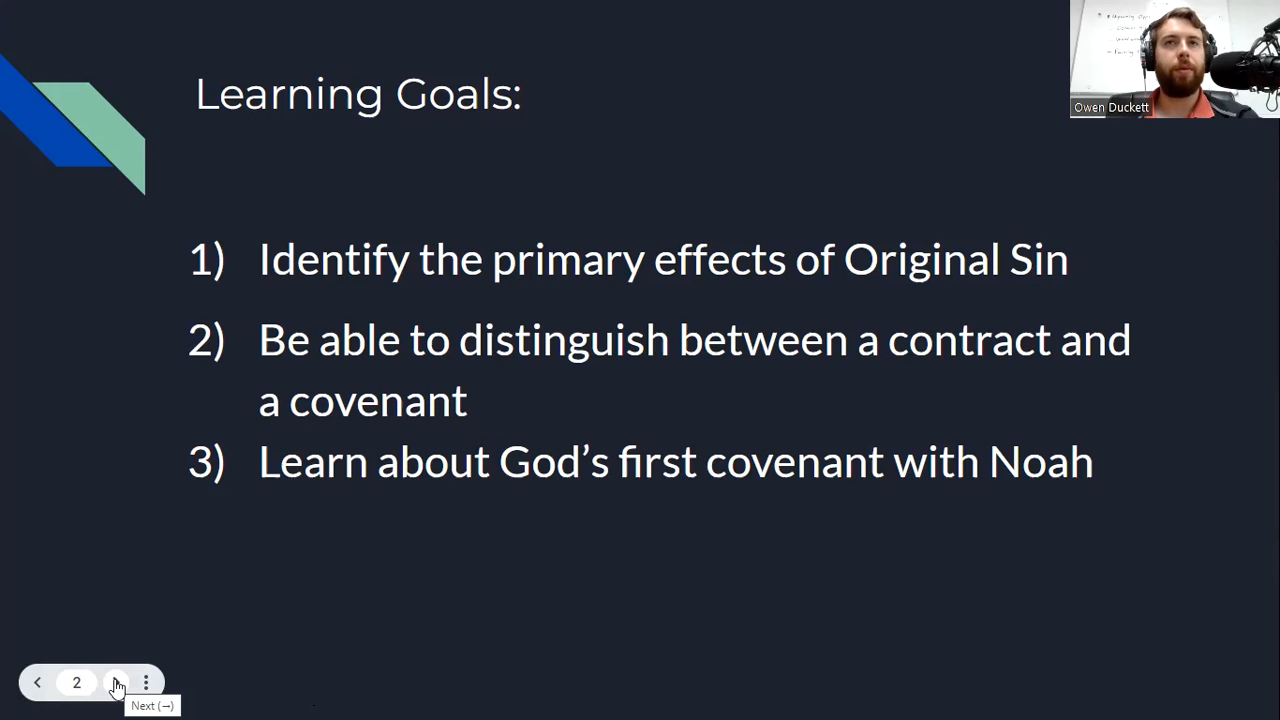 Learning Goals:
Owen Duckett
1) Identify the primary effects of Original Sin
2) Be able to distinguish between a contract and
a covenant
3) Learn about God’s first covenant with Noah
2
Next (→)